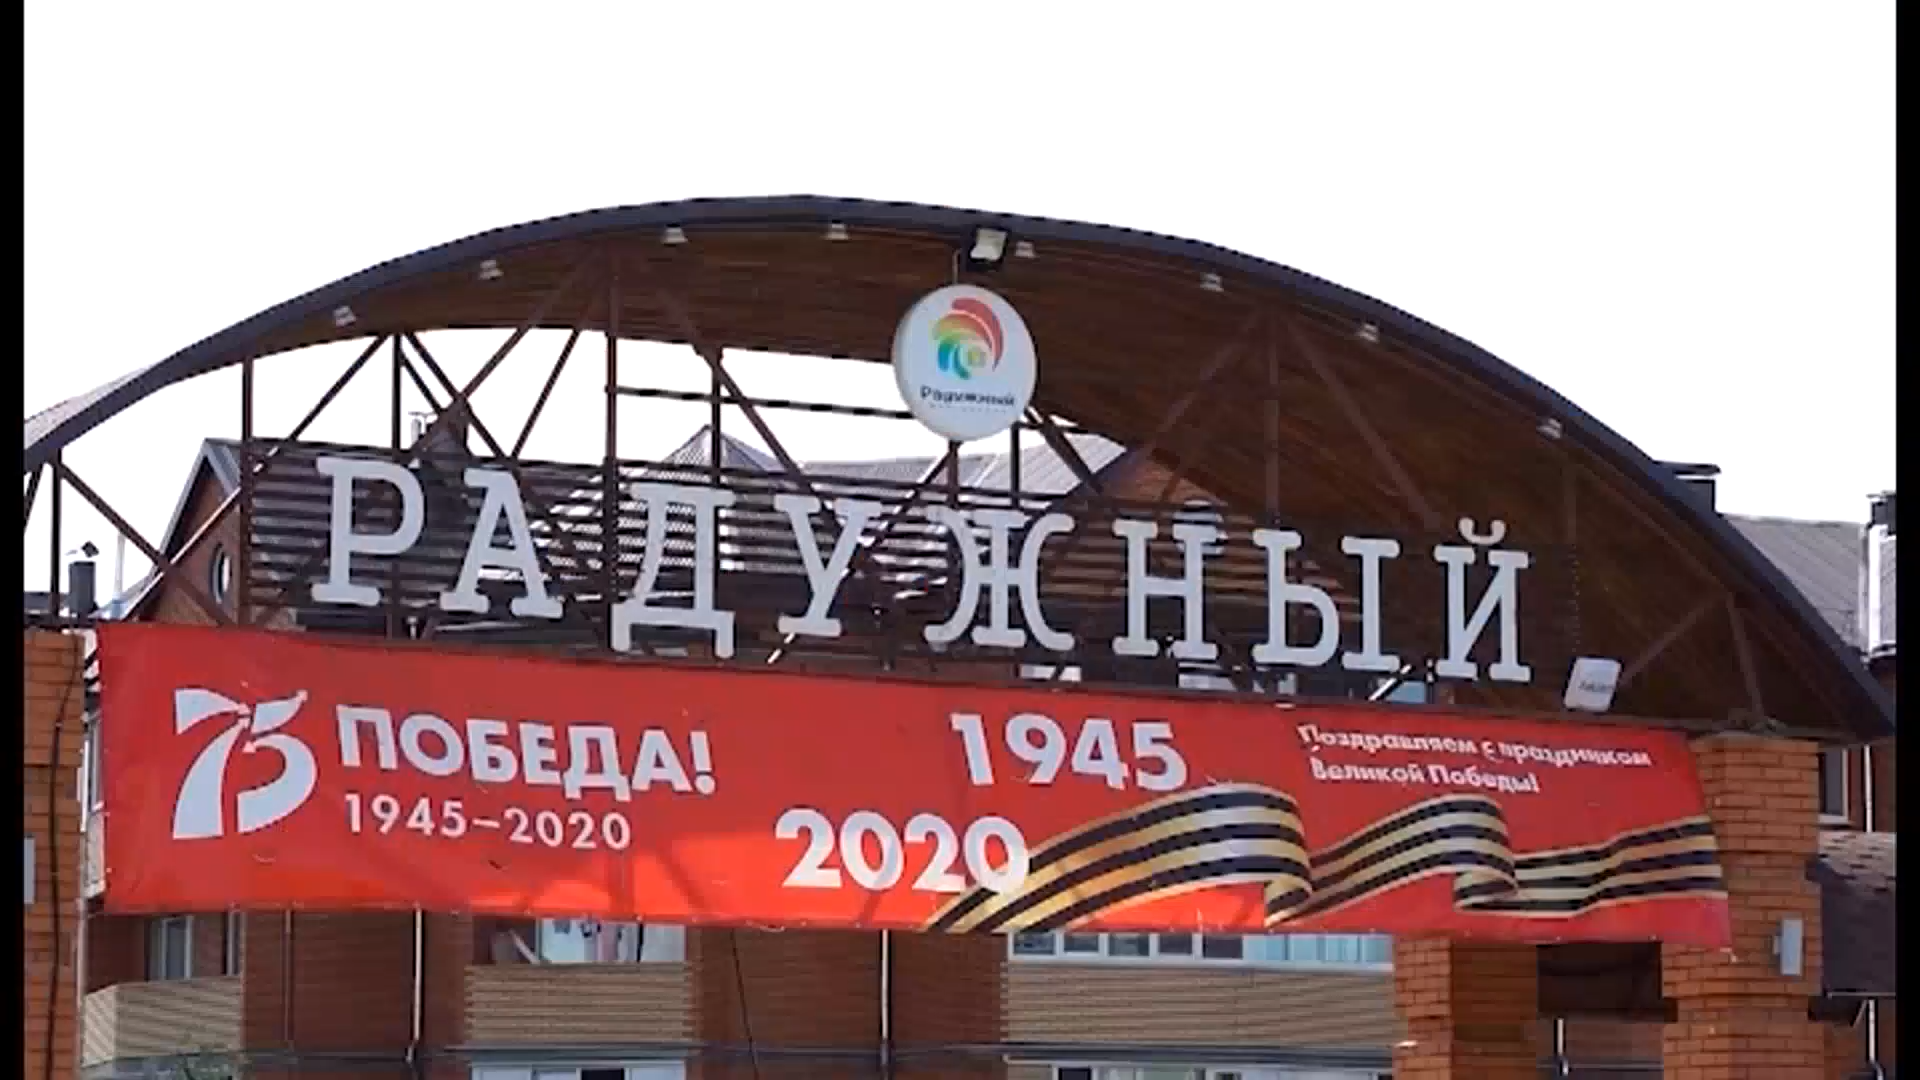 Радужный
РАДУЖНЫЙ
75 ПОБЕДА!
1945–2020
1945
2020
Поздравляем с праздником
Великой Победы!